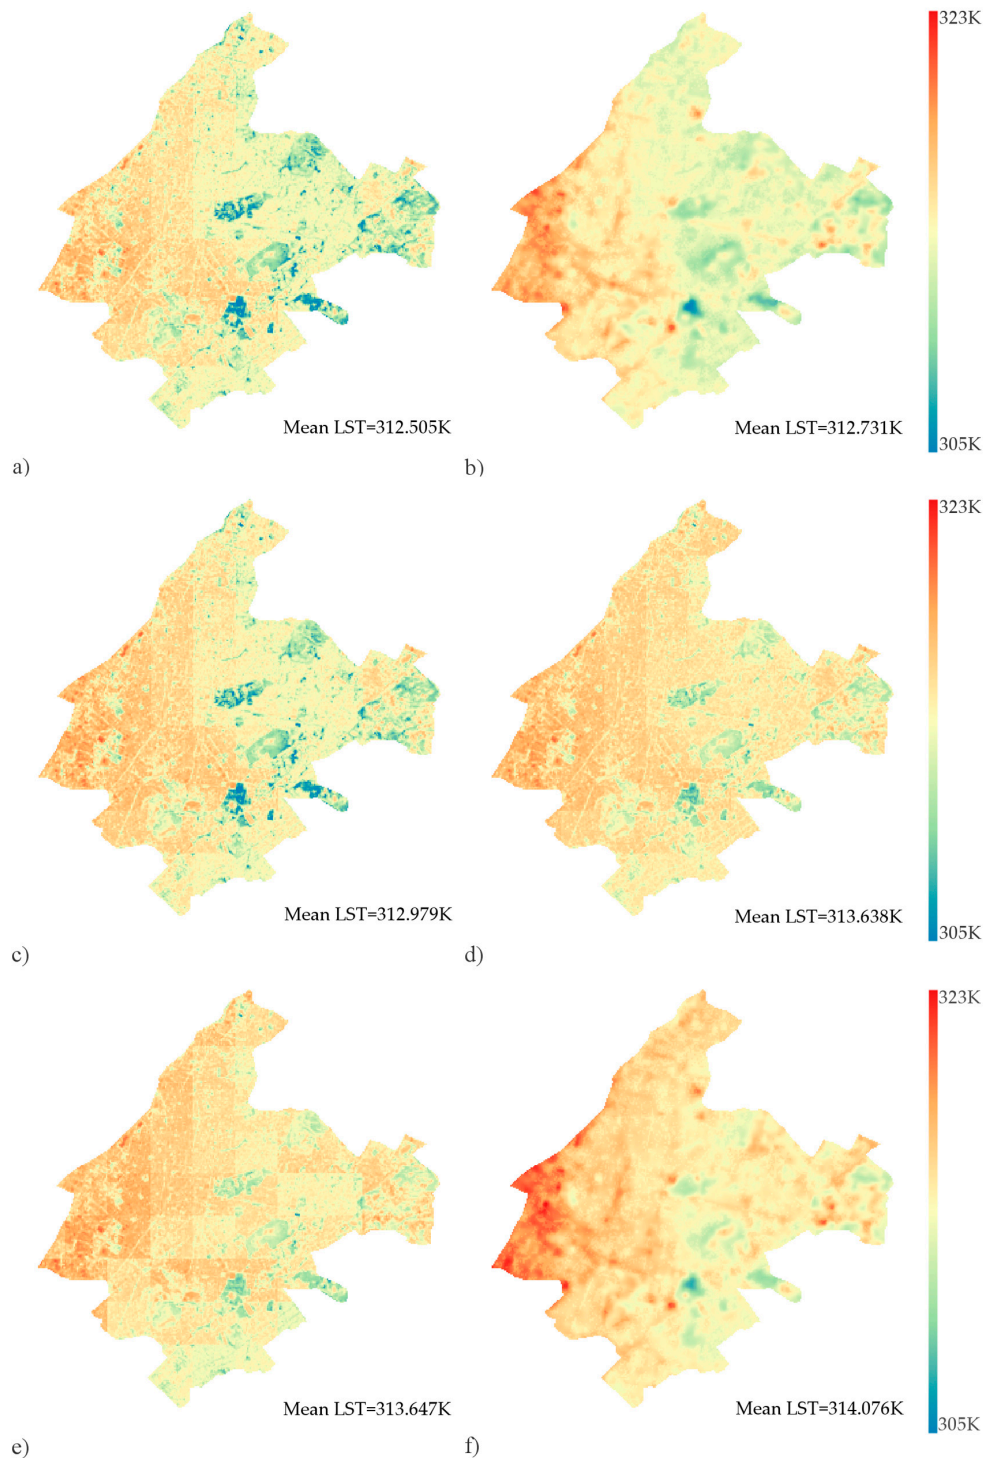 323K
Mean LST=312.505K
Mean LST=312.731K
305K
a)
b)
323K
Mean LST=312.979K
Mean LST=313.638K
305K
c)
d)
323K
Mean LST=313.647K
Mean LST=314.076K
305K
e)
f)